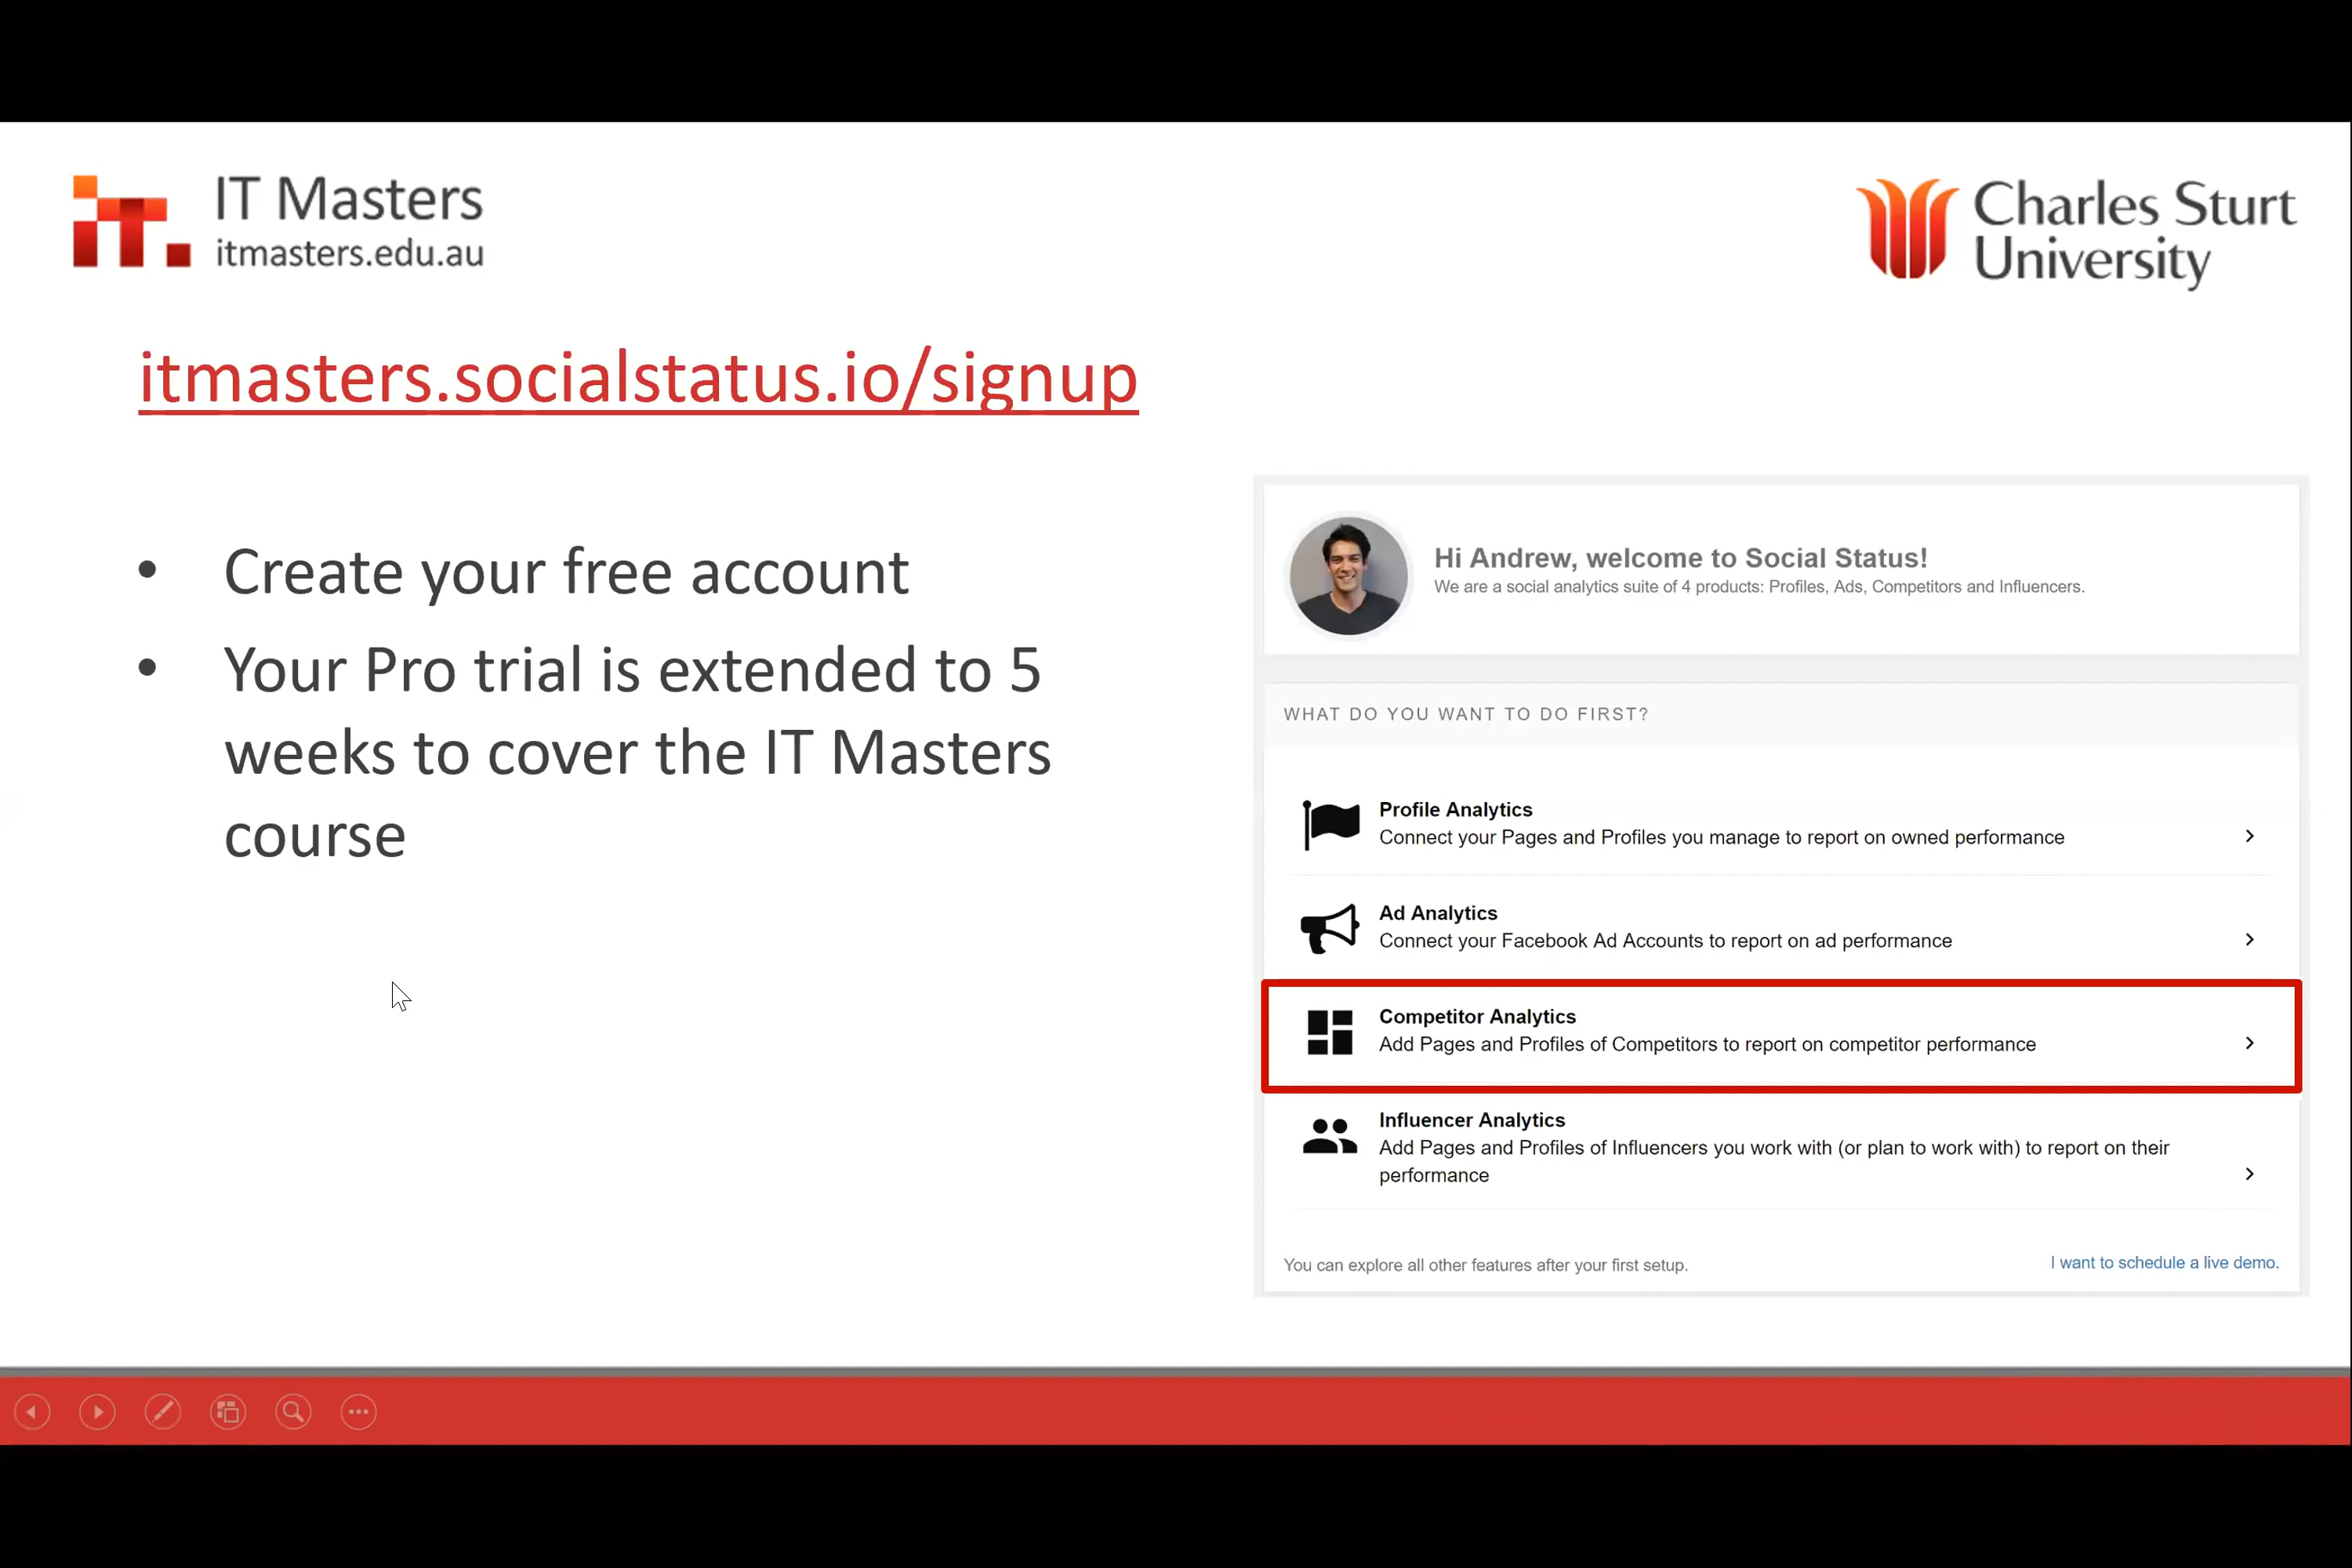 IT Masters
itmasters.edu.au
Charles Sturt
University
itmasters.socialstatus.io/signup
• Create your free account
• Your Pro trial is extended to 5
weeks to cover the IT Masters
course
Hi Andrew, welcome to Social Status!
We are a social analytics suite of 4 products: Profiles, Ads, Competitors and Influencers.
WHAT DO YOU WANT TO DO FIRST?
Profile Analytics
Connect your Pages and Profiles you manage to report on owned performance
Ad Analytics
Connect your Facebook Ad Accounts to report on ad performance
Competitor Analytics
Add Pages and Profiles of Competitors to report on competitor performance
Influencer Analytics
Add Pages and Profiles of Influencers you work with (or plan to work with) to report on their
performance
You can explore all other features after your first setup.
I want to schedule a live demo.